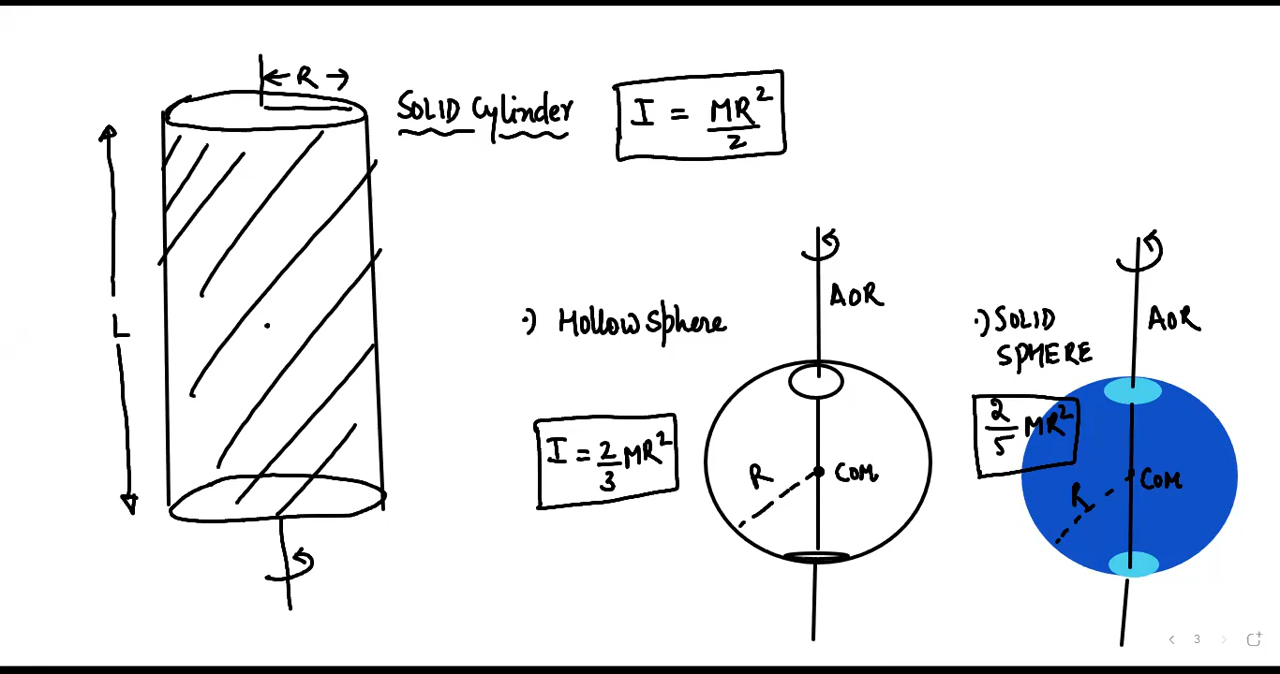 R
SOLID Cylinder
I = MR²/2
L
AOR
·) Hollow sphere
I = 2/3 MR²
R
COM
·) SOLID
SPHERE
AOR
2/5 MR²
R
COM
3